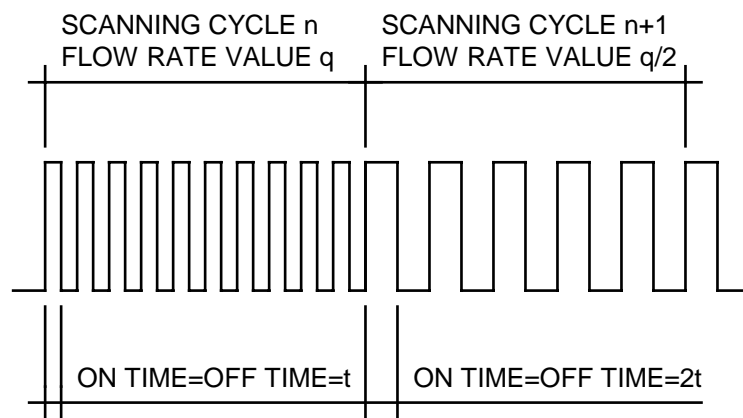 SCANNING CYCLE n
FLOW RATE VALUE q
SCANNING CYCLE n+1
FLOW RATE VALUE q/2
ON TIME=OFF TIME=t
ON TIME=OFF TIME=2t